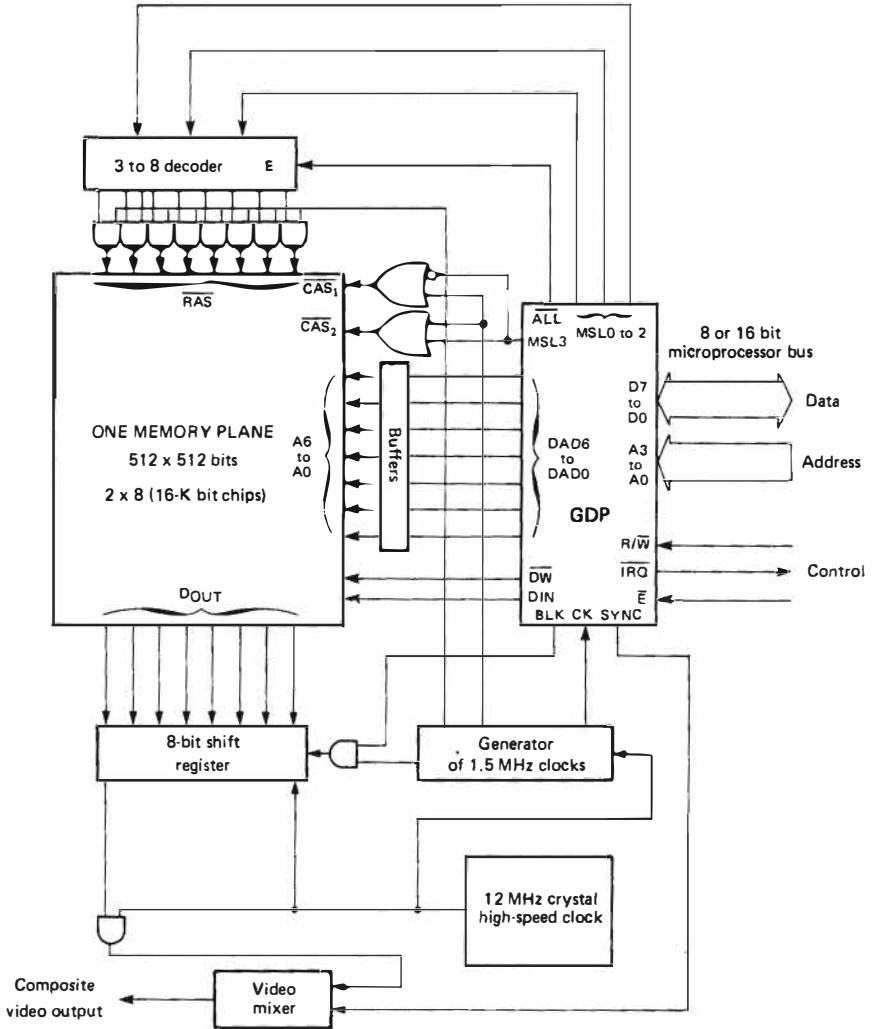 3 to 8 decoder E
RAS
CAS1
CAS2
ALL
MSL0 to 2
MSL3
8 or 16 bit
microprocessor bus
D7
to
D0
Data
ONE MEMORY PLANE
512 x 512 bits
2 x 8 (16-K bit chips)
A6
to
A0
Buffers
DAD6
to
DAD0
A3
to
A0
Address
GDP
R/W
IRQ
Control
E
DW
DIN
BLK CK SYNC
DOUT
8-bit shift
register
Generator
of 1.5 MHz clocks
12 MHz crystal
high-speed clock
Composite
video output
Video
mixer